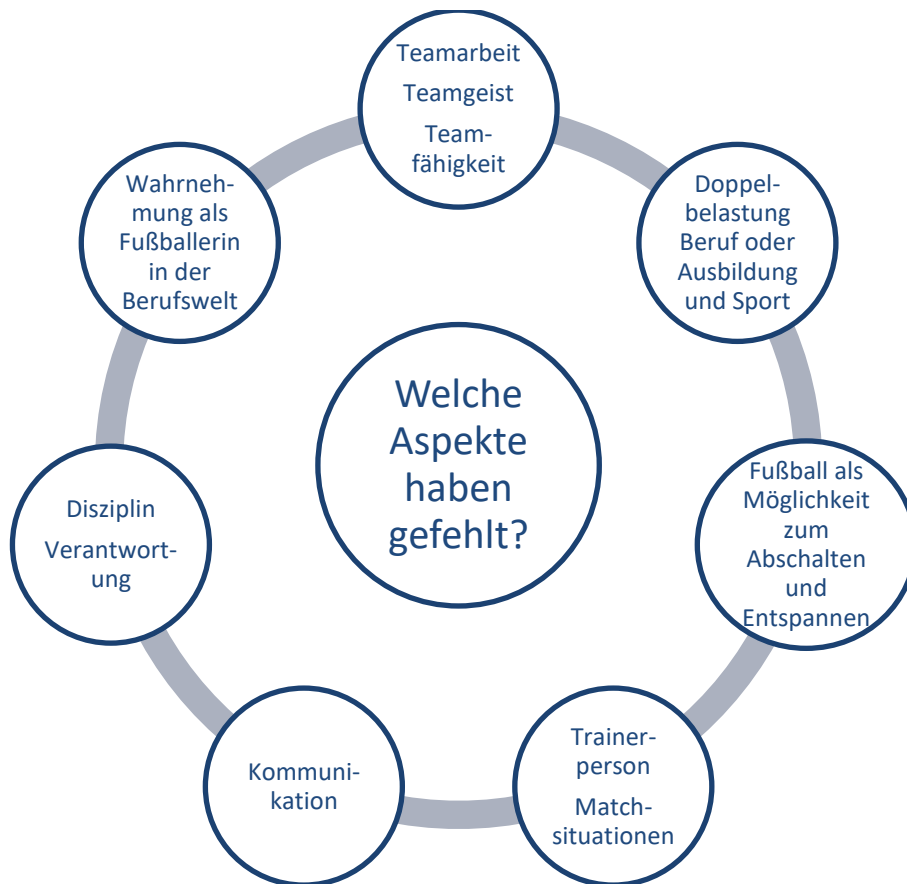 Teamarbeit
Teamgeist
Team-
fähigkeit
Doppel-
belastung
Beruf oder
Ausbildung
und Sport
Fußball als
Möglichkeit
zum
Abschalten
und
Entspannen
Trainer-
person
Match-
situationen
Kommuni-
kation
Disziplin
Verantwort-
ung
Wahrneh-
mung als
Fußballerin
in der
Berufswelt
Welche
Aspekte
haben
gefehlt?